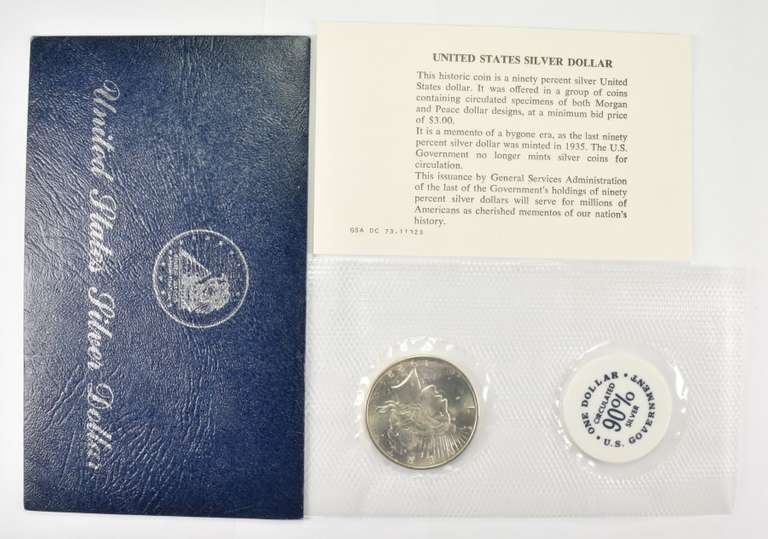 United States Silver Dollar
UNITED STATES SILVER DOLLAR
This historic coin is a ninety percent silver United
States dollar. It was offered in a group of coins
containing circulated specimens of both Morgan
and Peace dollar designs, at a minimum bid price
of $3.00.
It is a memento of a bygone era, as the last ninety
percent silver dollar was minted in 1935. The U.S.
Government no longer mints silver coins for
circulation.
This issuance by General Services Administration
of the last of the Government's holdings of ninety
percent silver dollars will serve for millions of
Americans as cherished mementos of our nation's
history.
GSA DC 73-11123
ONE DOLLAR • U.S. GOVERNMENT •
CIRCULATED
90%
SILVER